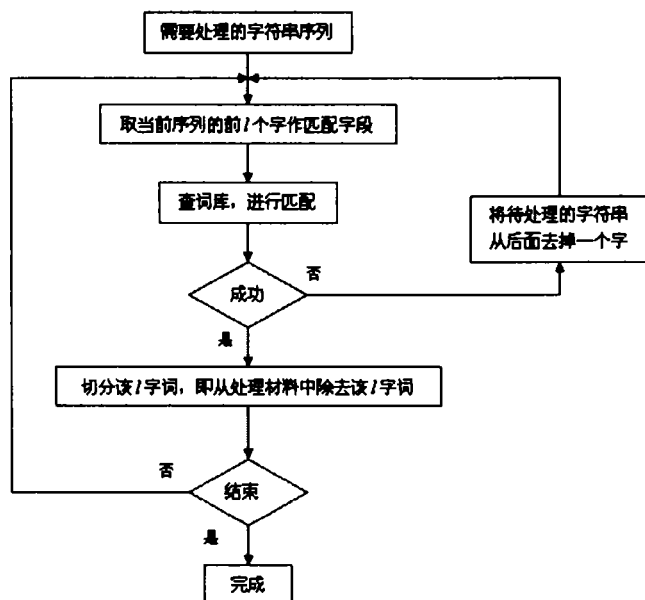 需要处理的字符串序列
取当前序列的前l个字作匹配字段
查词库，进行匹配
将待处理的字符串
从后面去掉一个字
成功
否
是
切分该l字词，即从处理材料中除去该l字词
否
结束
是
完成